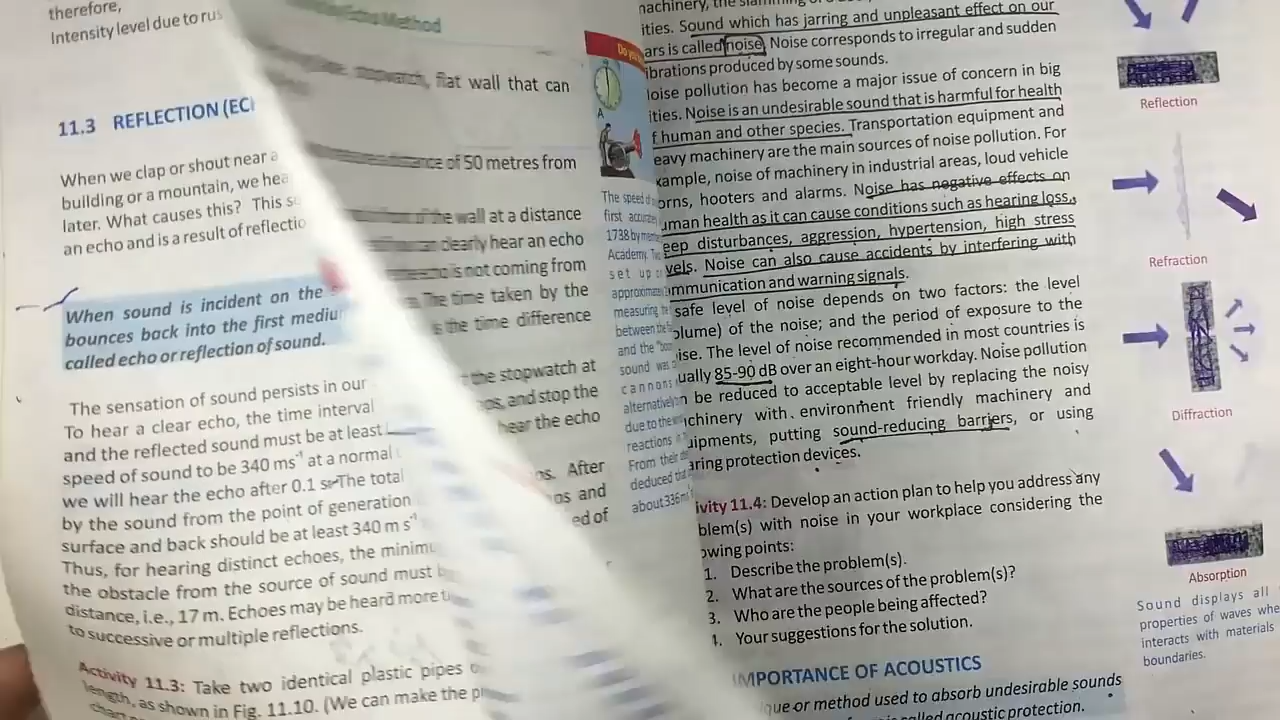 therefore,
Intensity level due to rus
11.3 REFLECTION (EC
When we clap or shout near a
building or a mountain, we hea
later. What causes this? This s
an echo and is a result of reflectio
When sound is incident on the
bounces back into the first mediu
called echo or reflection of sound.
The sensation of sound persists in our
To hear a clear echo, the time interval
and the reflected sound must be at least
speed of sound to be 340 ms⁻¹ at a normal
we will hear the echo after 0.1 s. The total
by the sound from the point of generation
surface and back should be at least 340 m s⁻¹
Thus, for hearing distinct echoes, the minimu
the obstacle from the source of sound must b
distance, i.e., 17 m. Echoes may be heard more t
to successive or multiple reflections.
Activity 11.3: Take two identical plastic pipes o
length, as shown in Fig. 11.10. (We can make the p
Echo Method
stopwatch, flat wall that can
distance of 50 metres from
of the wall at a distance
can clearly hear an echo
is not coming from
The time taken by the
is the time difference
the stopwatch at
and stop the
hear the echo
os. After
os and
ed of
Do yo
A
The speed of
first accurately
1738 by
Academy.
set up
approximately
measuring the
between the
and the "boo
sound was
cannons
alternatively
due to the wi
reactions
From their
deduced that
about 336 ms⁻¹
machinery, the slamming of
ities. Sound which has jarring and unpleasant effect on our
ars is called noise. Noise corresponds to irregular and sudden
ibrations produced by some sounds.
loise pollution has become a major issue of concern in big
ities. Noise is an undesirable sound that is harmful for health
f human and other species. Transportation equipment and
eavy machinery are the main sources of noise pollution. For
xample, noise of machinery in industrial areas, loud vehicle
orns, hooters and alarms. Noise has negative effects on
uman health as it can cause conditions such as hearing loss,
eep disturbances, aggression, hypertension, high stress
vels. Noise can also cause accidents by interfering with
mmunication and warning signals.
safe level of noise depends on two factors: the level
olume) of the noise; and the period of exposure to the
ise. The level of noise recommended in most countries is
ually 85-90 dB over an eight-hour workday. Noise pollution
n be reduced to acceptable level by replacing the noisy
chinery with environment friendly machinery and
uipments, putting sound-reducing barriers, or using
aring protection devices.
ivity 11.4: Develop an action plan to help you address any
blem(s) with noise in your workplace considering the
owing points:
1. Describe the problem(s).
2. What are the sources of the problem(s)?
3. Who are the people being affected?
4. Your suggestions for the solution.
IMPORTANCE OF ACOUSTICS
que or method used to absorb undesirable sounds
called acoustic protection.
Reflection
Refraction
Diffraction
Absorption
Sound displays all
properties of waves whe
interacts with materials
boundaries.